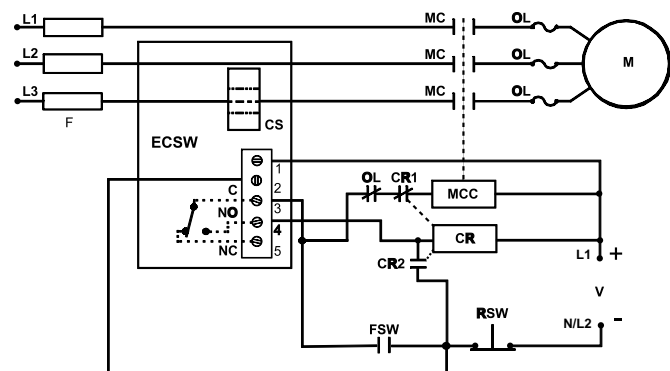 L1
MC
OL
L2
MC
OL
M
L3
MC
OL
F
CS
ECSW
1
OL
CR1
MCC
C
2
NO
3
4
CR
NC
5
CR2
L1
+
V
RSW
N/L2
-
FSW